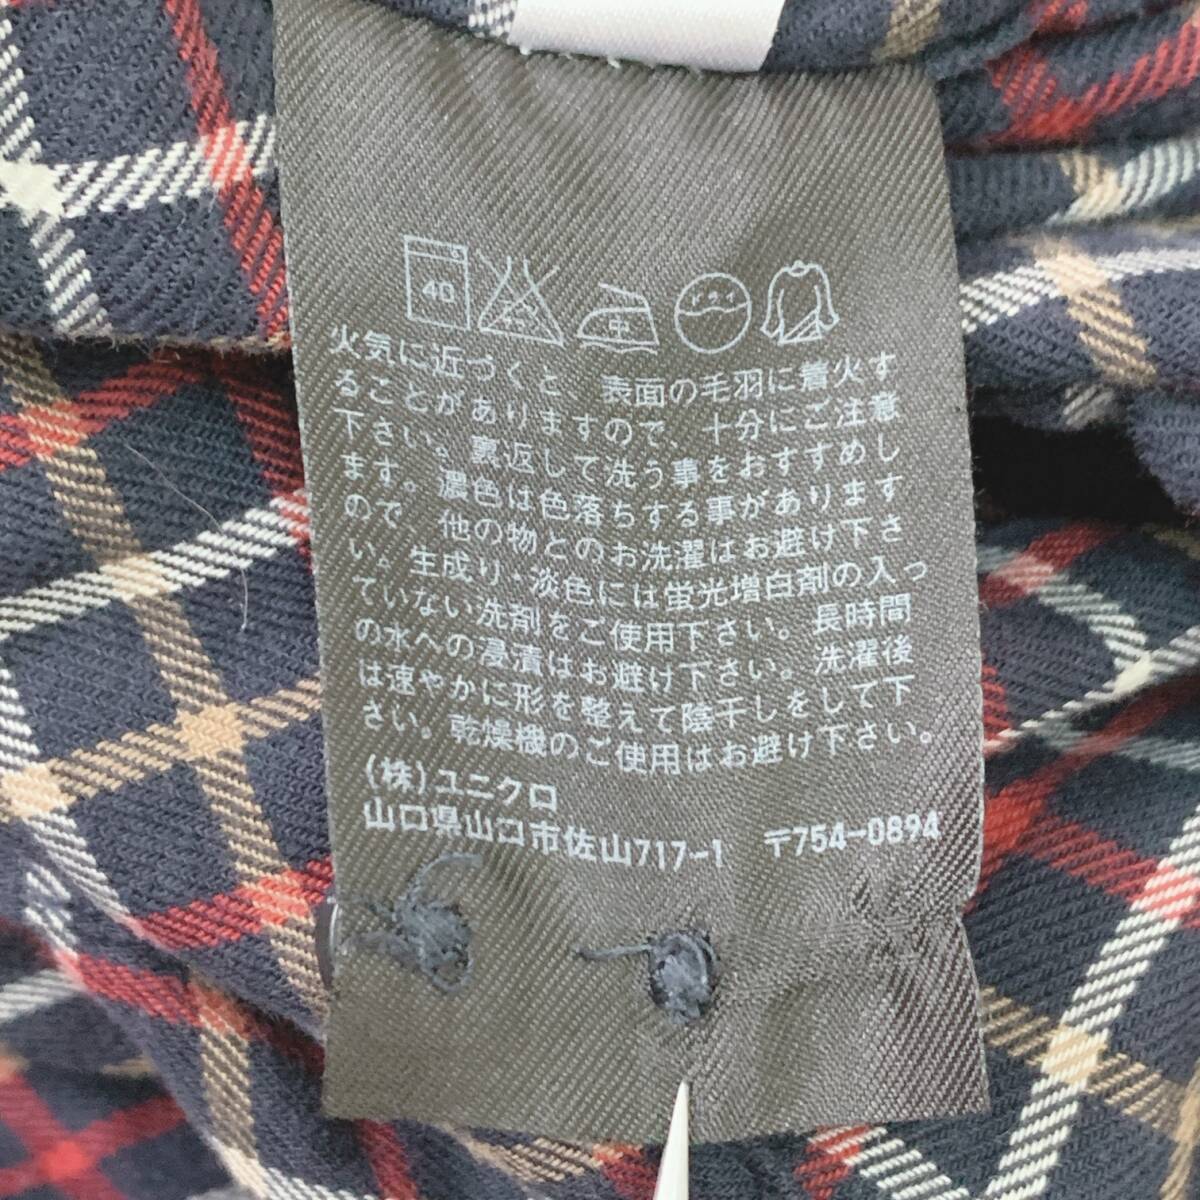 40
エンソ
中
ドライ
火気に近づくと、表面の毛羽に着火す
ることがありますので、十分にご注意
下さい。裏返して洗う事をおすすめし
ます。濃色は色落ちする事があります
ので、他の物とのお洗濯はお避け下さ
い。生成り・淡色には蛍光増白剤の入っ
ていない洗剤をご使用下さい。長時間
の水への浸漬はお避け下さい。洗濯後
は速やかに形を整えて陰干しをして下
さい。乾燥機のご使用はお避け下さい。
(株)ユニクロ
山口県山口市佐山717-1 〒754-0894